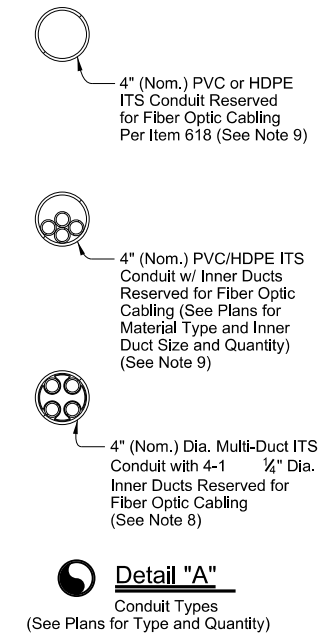 4" (Nom.) PVC or HDPE
ITS Conduit Reserved
for Fiber Optic Cabling
Per Item 618 (See Note 9)
4" (Nom.) PVC/HDPE ITS
Conduit w/ Inner Ducts
Reserved for Fiber Optic
Cabling (See Plans for
Material Type and Inner
Duct Size and Quantity)
(See Note 9)
4" (Nom.) Dia. Multi-Duct ITS
Conduit with 4-1 ¼" Dia.
Inner Ducts Reserved for
Fiber Optic Cabling
(See Note 8)
Detail "A"
Conduit Types
(See Plans for Type and Quantity)